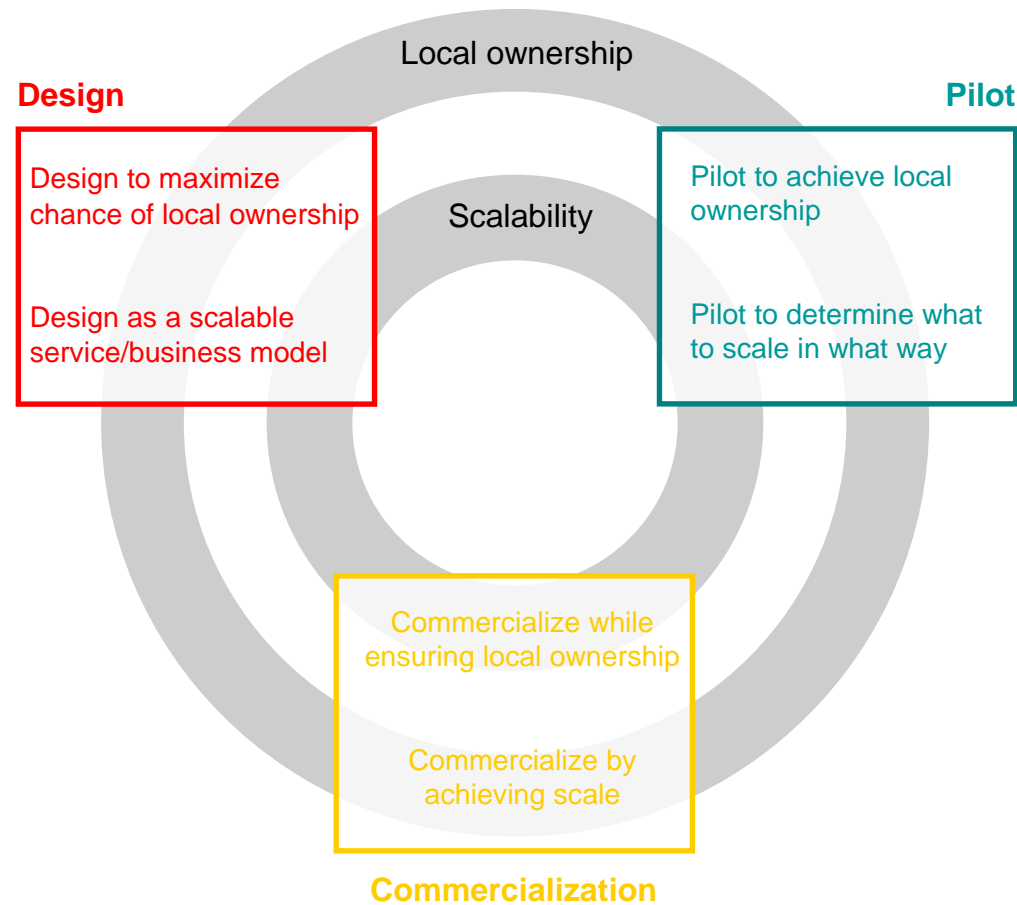 Local ownership
Design
Pilot
Design to maximize
chance of local ownership
Pilot to achieve local
ownership
Scalability
Design as a scalable
service/business model
Pilot to determine what
to scale in what way
Commercialize while
ensuring local ownership
Commercialize by
achieving scale
Commercialization